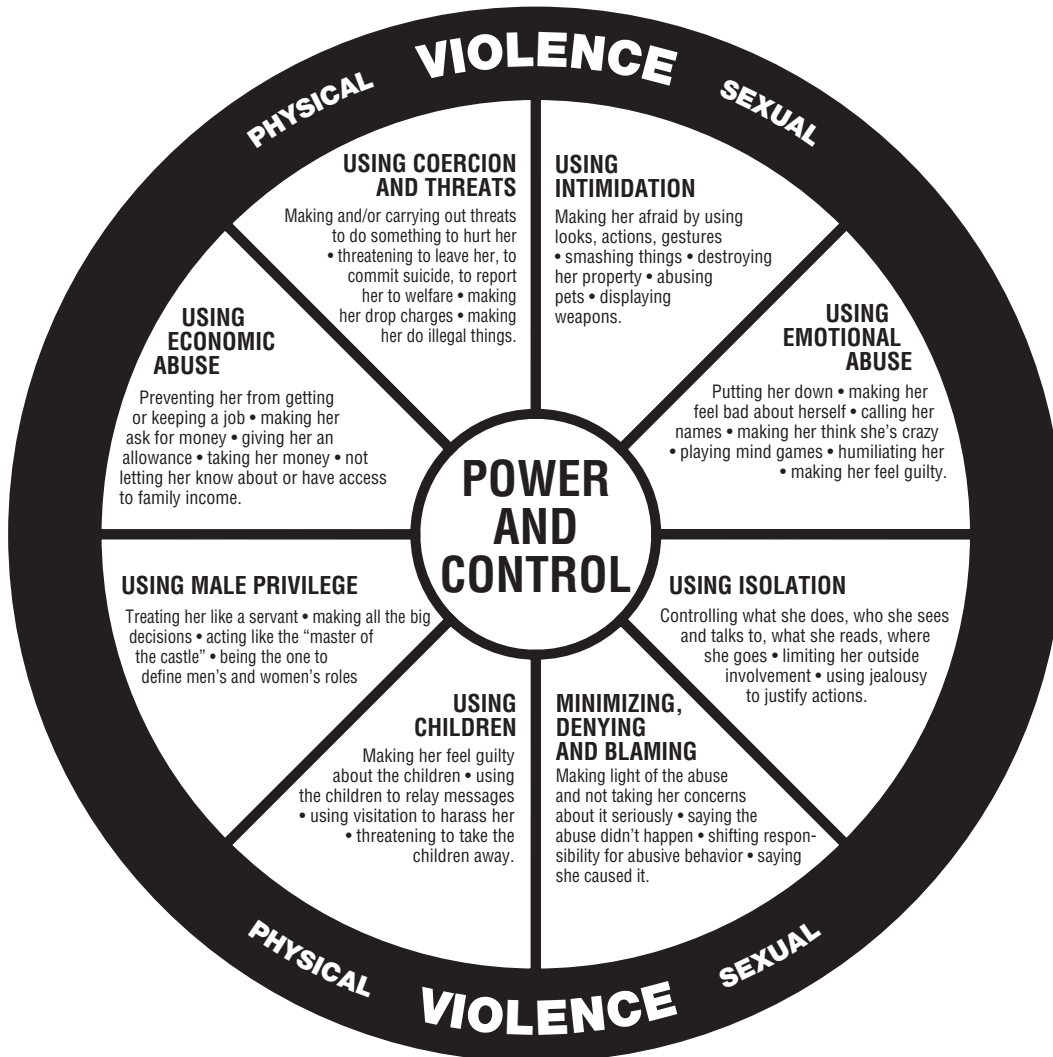 PHYSICAL VIOLENCE SEXUAL
USING COERCION
AND THREATS
Making and/or carrying out threats
to do something to hurt her
• threatening to leave her, to
commit suicide, to report
her to welfare • making
her drop charges • making
her do illegal things.
USING
INTIMIDATION
Making her afraid by using
looks, actions, gestures
• smashing things • destroying
her property • abusing
pets • displaying
weapons.
USING
EMOTIONAL
ABUSE
Putting her down • making her
feel bad about herself • calling her
names • making her think she’s crazy
• playing mind games • humiliating her
• making her feel guilty.
USING ISOLATION
Controlling what she does, who she sees
and talks to, what she reads, where
she goes • limiting her outside
involvement • using jealousy
to justify actions.
MINIMIZING,
DENYING
AND BLAMING
Making light of the abuse
and not taking her concerns
about it seriously • saying the
abuse didn’t happen • shifting respon-
sibility for abusive behavior • saying
she caused it.
USING
CHILDREN
Making her feel guilty
about the children • using
the children to relay messages
• using visitation to harass her
• threatening to take the
children away.
USING MALE PRIVILEGE
Treating her like a servant • making all the big
decisions • acting like the “master of
the castle” • being the one to
define men’s and women’s roles
USING
ECONOMIC
ABUSE
Preventing her from getting
or keeping a job • making her
ask for money • giving her an
allowance • taking her money • not
letting her know about or have access
to family income.
POWER
AND
CONTROL
PHYSICAL VIOLENCE SEXUAL